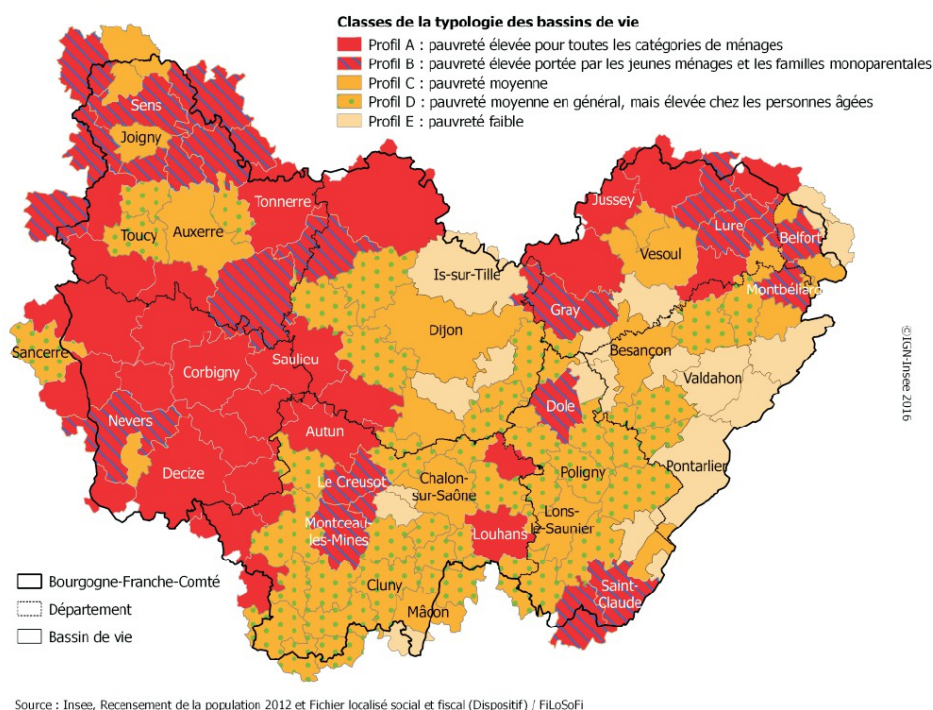 Classes de la typologie des bassins de vie
Profil A : pauvreté élevée pour toutes les catégories de ménages
Profil B : pauvreté élevée portée par les jeunes ménages et les familles monoparentales
Profil C : pauvreté moyenne
Profil D : pauvreté moyenne en général, mais élevée chez les personnes âgées
Profil E : pauvreté faible
Sens
Joigny
Tonnerre
Toucy
Auxerre
Jussey
Lure
Belfort
Vesoul
Is-sur-Tille
Montbéliard
Gray
Dijon
Besançon
Sancerre
Saulieu
Corbigny
Valdahon
Dole
Nevers
Autun
Pontarlier
Decize
Le Creusot
Chalon-
sur-Saône
Poligny
Montceau-
les-Mines
Louhans
Lons-
le-Saunier
Cluny
Saint-
Claude
Mâcon
Bourgogne-Franche-Comté
Département
Bassin de vie
©IGN-Insee 2016
Source : Insee, Recensement de la population 2012 et Fichier localisé social et fiscal (Dispositif) / FiLoSoFi